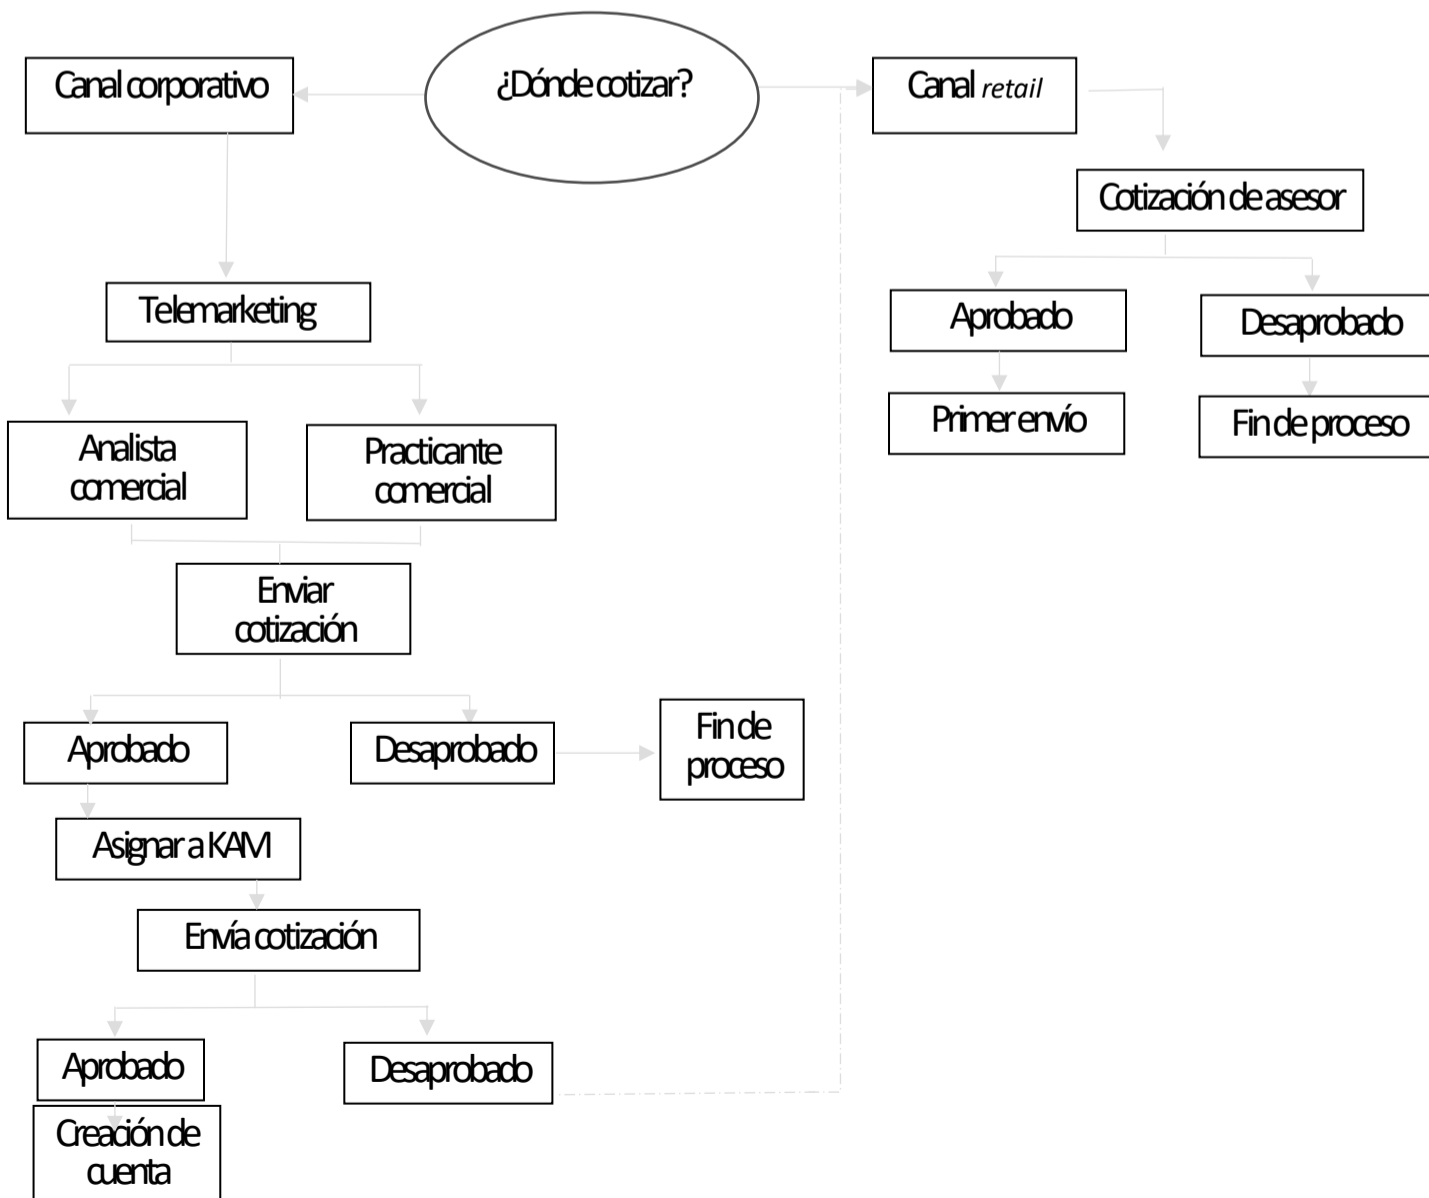 ¿Dónde cotizar?
Canal corporativo
Canal retail
Cotización de asesor
Aprobado
Desaprobado
Primer envío
Fin de proceso
Telemarketing
Analista
comercial
Practicante
comercial
Enviar
cotización
Aprobado
Desaprobado
Fin de
proceso
Asignar a KAM
Envía cotización
Aprobado
Desaprobado
Creación de
cuenta